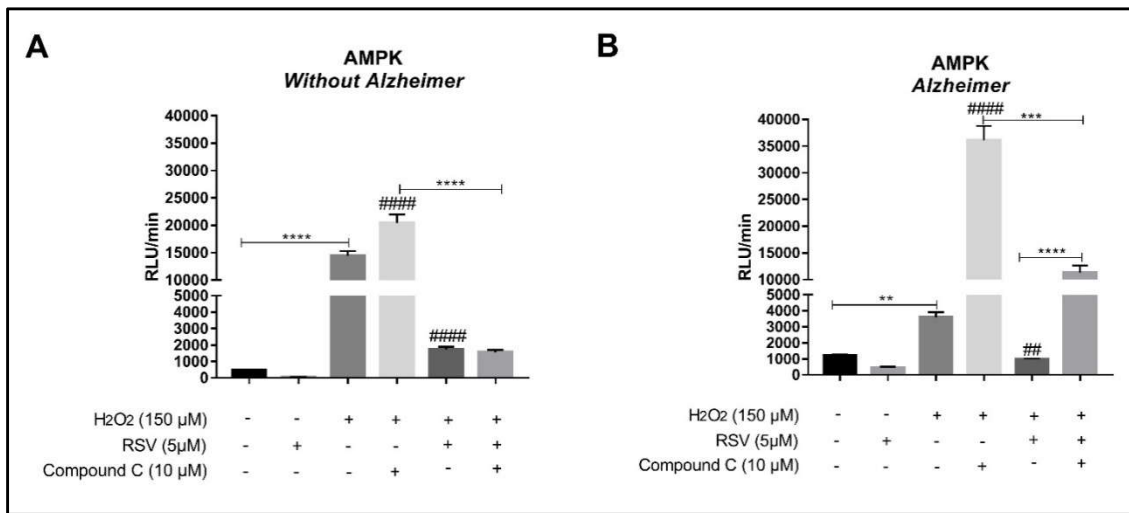 A
AMPK
Without Alzheimer
40000
35000
30000
25000
20000
15000
10000
5000
4000
3000
2000
1000
0
RLU/min
****
####
****
####
H2O2 (150 µM) - - + + + +
RSV (5µM) - + - - + +
Compound C (10 µM) - - - + - +
B
AMPK
Alzheimer
40000
35000
30000
25000
20000
15000
10000
5000
4000
3000
2000
1000
0
RLU/min
####
***
****
**
##
H2O2 (150 µM) - - + + + +
RSV (5µM) - + - - + +
Compound C (10 µM) - - - + - +